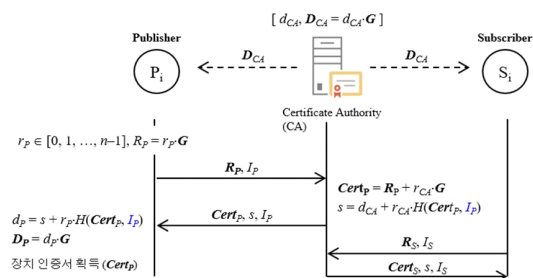 [ d_CA, D_CA = d_CA·G ]
Publisher
Subscriber
P_i
D_CA
D_CA
S_i
Certificate Authority
(CA)
r_P ∈ [0, 1, …, n−1], R_P = r_P·G
R_P, I_P
Cert_P = R_P + r_CA·G
s = d_CA + r_CA·H(Cert_P, I_P)
Cert_P, s, I_P
d_P = s + r_P·H(Cert_P, I_P)
D_P = d_P·G
장치 인증서 획득 (Cert_P)
R_S, I_S
Cert_S, s, I_S